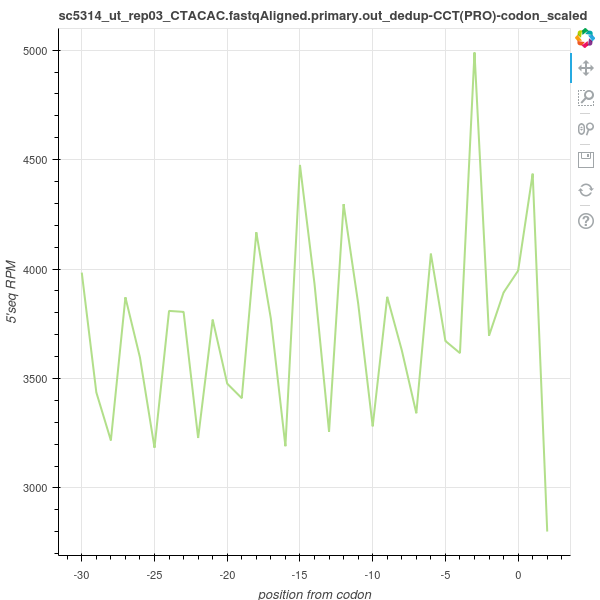 sc5314_ut_rep03_CTACAC.fastqAligned.primary.out_dedup-CCT(PRO)-codon_scaled
5000
4500
4000
3500
3000
5'seq RPM
-30 -25 -20 -15 -10 -5 0
position from codon